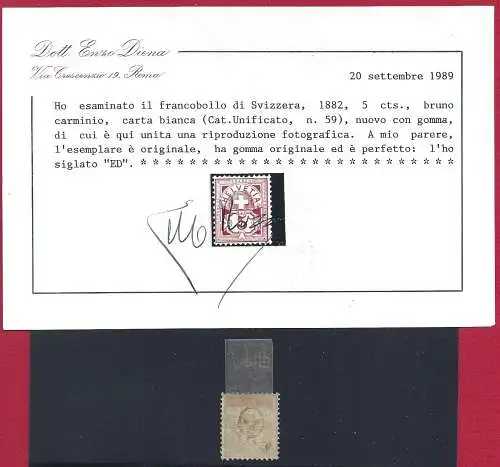 Dott. Enzo Diena
Via Crescenzio 19, Roma
20 settembre 1989
Ho esaminato il francobollo di Svizzera, 1882, 5 cts., bruno
carminio, carta bianca (Cat.Unificato, n. 59), nuovo con gomma,
di cui è qui unita una riproduzione fotografica. A mio parere,
l'esemplare è originale, ha gomma originale ed è perfetto: l'ho
siglato "ED". * * * * * * * * * * * * * * * * * * * * * * * * *
HELVETIA
5